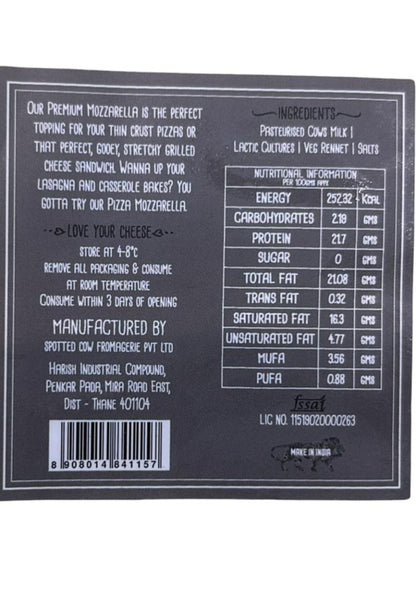 Our Premium Mozzarella is the perfect
topping for your thin crust pizzas or
that perfect, gooey, stretchy grilled
cheese sandwich. Wanna up your
lasagna and casserole bakes? You
gotta try our Pizza Mozzarella.
Love your cheese
Store at 4-8°C
Remove all packaging & consume
at room temperature
Consume within 3 days of opening
Manufactured by
Spotted Cow Fromagerie Pvt Ltd
Harish Industrial Compound,
Penkar Pada, Mira Road East,
Dist - Thane 401104
8 908014 841157
Ingredients
Pasteurised Cows Milk |
Lactic Cultures | Veg Rennet | Salts
Nutritional Information
Per 100gms appx
Energy 252.32 Kcal
Carbohydrates 2.19 gms
Protein 21.7 gms
Sugar 0 gms
Total Fat 21.08 gms
Trans Fat 0.32 gms
Saturated Fat 16.3 gms
Unsaturated Fat 4.77 gms
MUFA 3.56 gms
PUFA 0.88 gms
fssai
Lic No. 11519020000263
Make in India